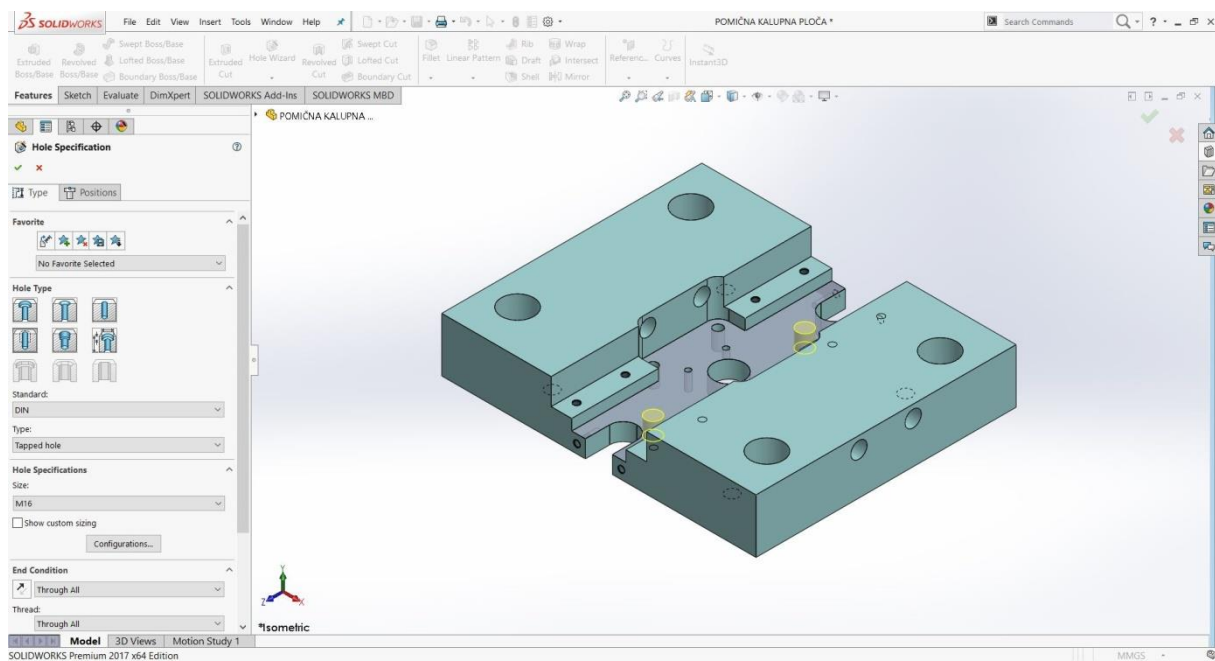 SOLIDWORKS File Edit View Insert Tools Window Help POMIČNA KALUPNA PLOČA * Search Commands
Extruded Boss/Base Revolved Boss/Base Swept Boss/Base Lofted Boss/Base Boundary Boss/Base Extruded Cut Hole Wizard Revolved Cut Swept Cut Lofted Cut Boundary Cut Fillet Linear Pattern Rib Draft Shell Wrap Intersect Mirror Referenc... Curves Instant3D
Features Sketch Evaluate DimXpert SOLIDWORKS Add-Ins SOLIDWORKS MBD
POMIČNA KALUPNA ...
Hole Specification
Type Positions
Favorite
No Favorite Selected
Hole Type
Standard:
DIN
Type:
Tapped hole
Hole Specifications
Size:
M16
Show custom sizing
Configurations...
End Condition
Through All
Thread:
Through All
Y
Z X
*Isometric
Model 3D Views Motion Study 1
SOLIDWORKS Premium 2017 x64 Edition MMGS